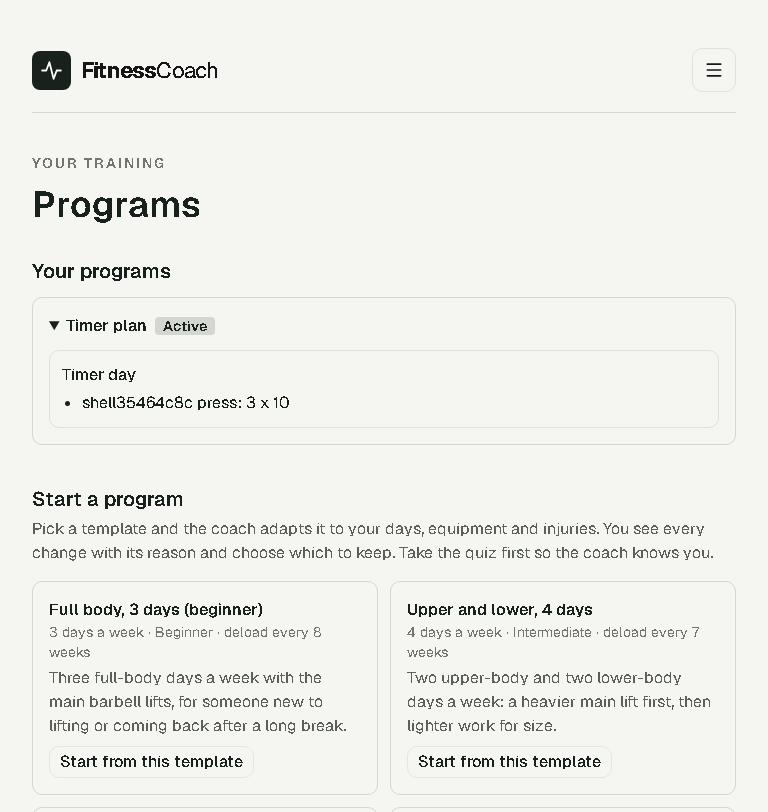 FitnessCoach
YOUR TRAINING
Programs
Your programs
Timer plan Active
Timer day
• shell35464c8c press: 3 x 10
Start a program
Pick a template and the coach adapts it to your days, equipment and injuries. You see every
change with its reason and choose which to keep. Take the quiz first so the coach knows you.
Full body, 3 days (beginner)
3 days a week · Beginner · deload every 8
weeks
Three full-body days a week with the
main barbell lifts, for someone new to
lifting or coming back after a long break.
Start from this template
Upper and lower, 4 days
4 days a week · Intermediate · deload every 7
weeks
Two upper-body and two lower-body
days a week: a heavier main lift first, then
lighter work for size.
Start from this template